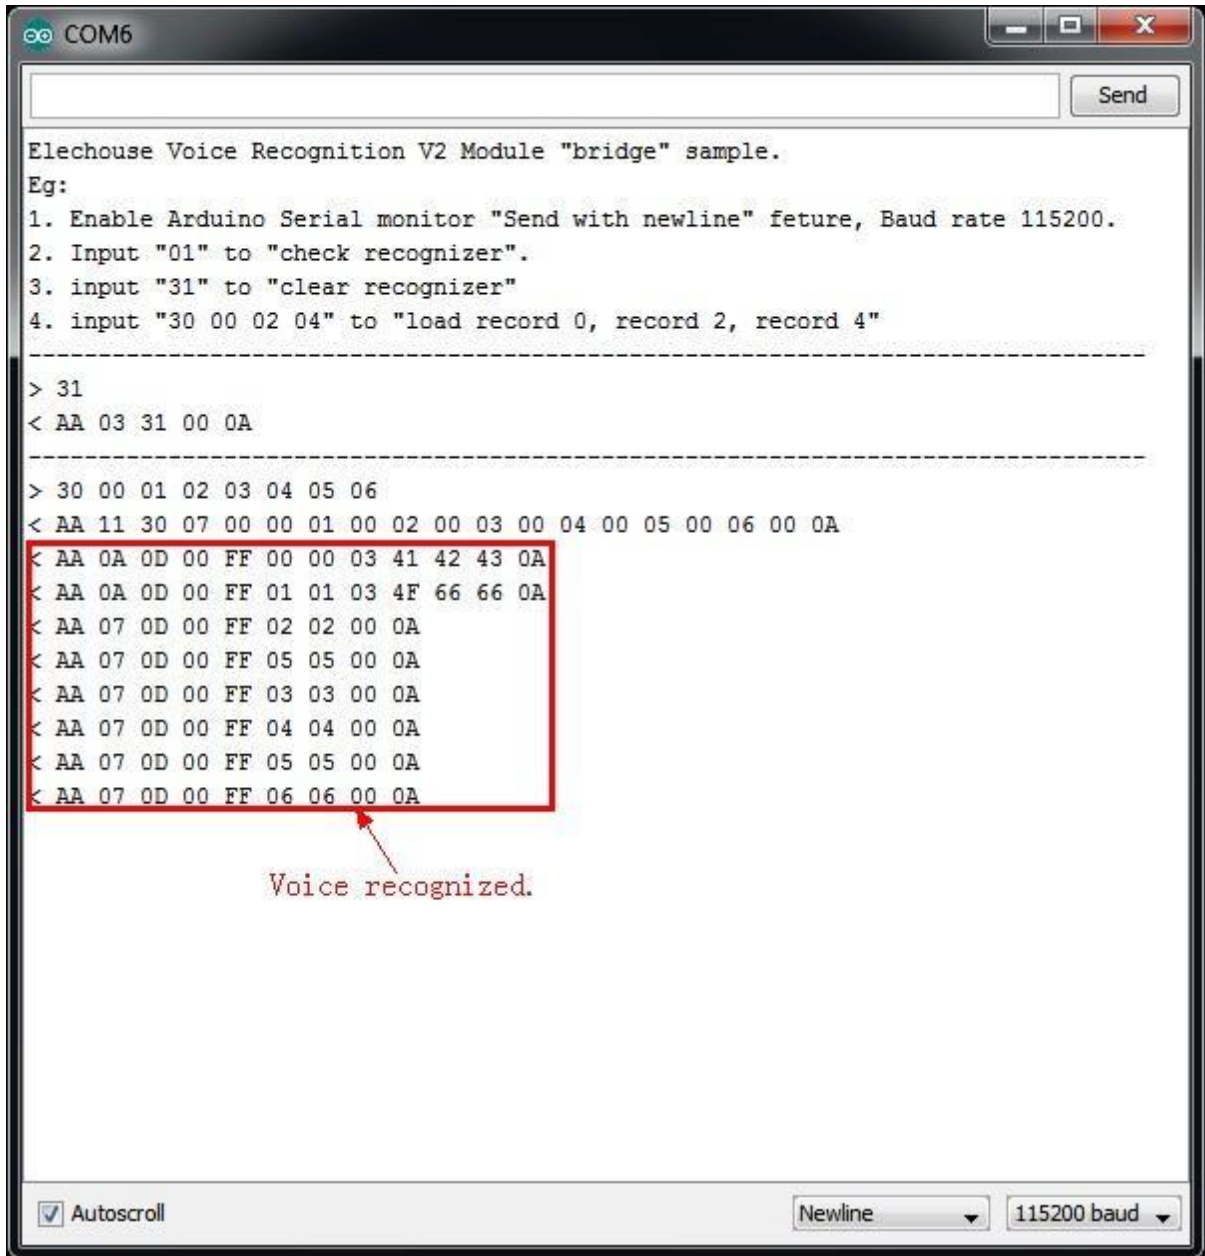 COM6
Send
Elechouse Voice Recognition V2 Module "bridge" sample.
Eg:
1. Enable Arduino Serial monitor "Send with newline" feture, Baud rate 115200.
2. Input "01" to "check recognizer".
3. input "31" to "clear recognizer"
4. input "30 00 02 04" to "load record 0, record 2, record 4"
--------------------------------------------------------------------------------
> 31
< AA 03 31 00 0A
--------------------------------------------------------------------------------
> 30 00 01 02 03 04 05 06
< AA 11 30 07 00 00 01 00 02 00 03 00 04 00 05 00 06 00 0A
< AA 0A 0D 00 FF 00 00 03 41 42 43 0A
< AA 0A 0D 00 FF 01 01 03 4F 66 66 0A
< AA 07 0D 00 FF 02 02 00 0A
< AA 07 0D 00 FF 05 05 00 0A
< AA 07 0D 00 FF 03 03 00 0A
< AA 07 0D 00 FF 04 04 00 0A
< AA 07 0D 00 FF 05 05 00 0A
< AA 07 0D 00 FF 06 06 00 0A
Voice recognized.
Autoscroll
Newline
115200 baud